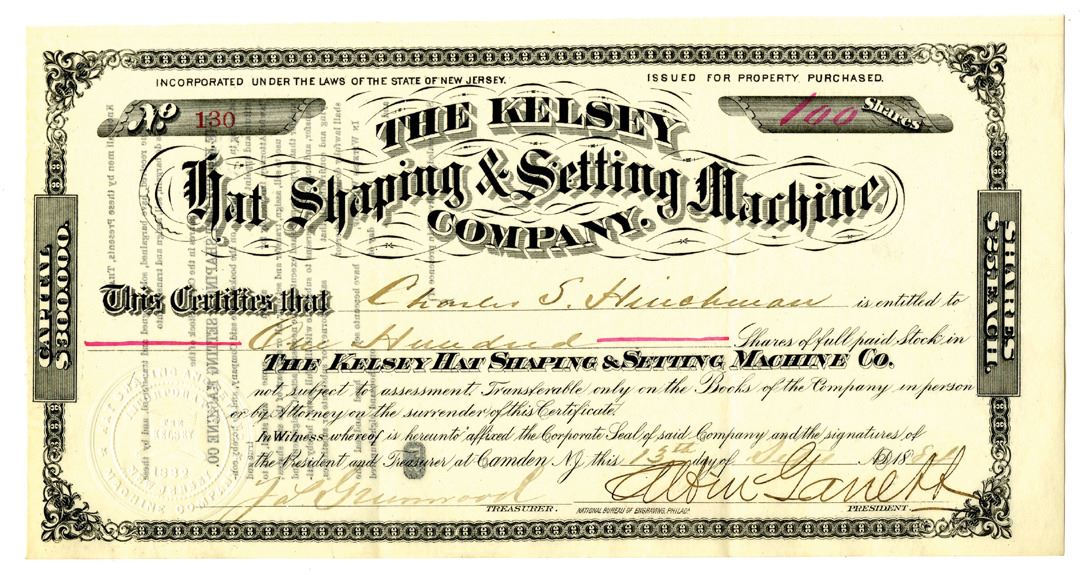 INCORPORATED UNDER THE LAWS OF THE STATE OF NEW JERSEY.
ISSUED FOR PROPERTY PURCHASED.
No 130
100 Shares
THE KELSEY
Hat Shaping & Setting Machine
COMPANY.
CAPITAL
$300,000.
SHARES
$25 EACH.
This Certifies that Charles S. Hinchman is entitled to
One Hundred Shares of full paid Stock in
THE KELSEY HAT SHAPING & SETTING MACHINE CO.
not subject to assessment. Transferable only on the Books of the Company in person
or by Attorney on the surrender of this Certificate.
In Witness whereof is hereunto affixed the Corporate Seal of said Company and the signatures of
the President and Treasurer at Camden N.J. this 13th day of AD 188
TREASURER.
NATIONAL BUREAU OF ENGRAVING, PHILADA.
PRESIDENT.